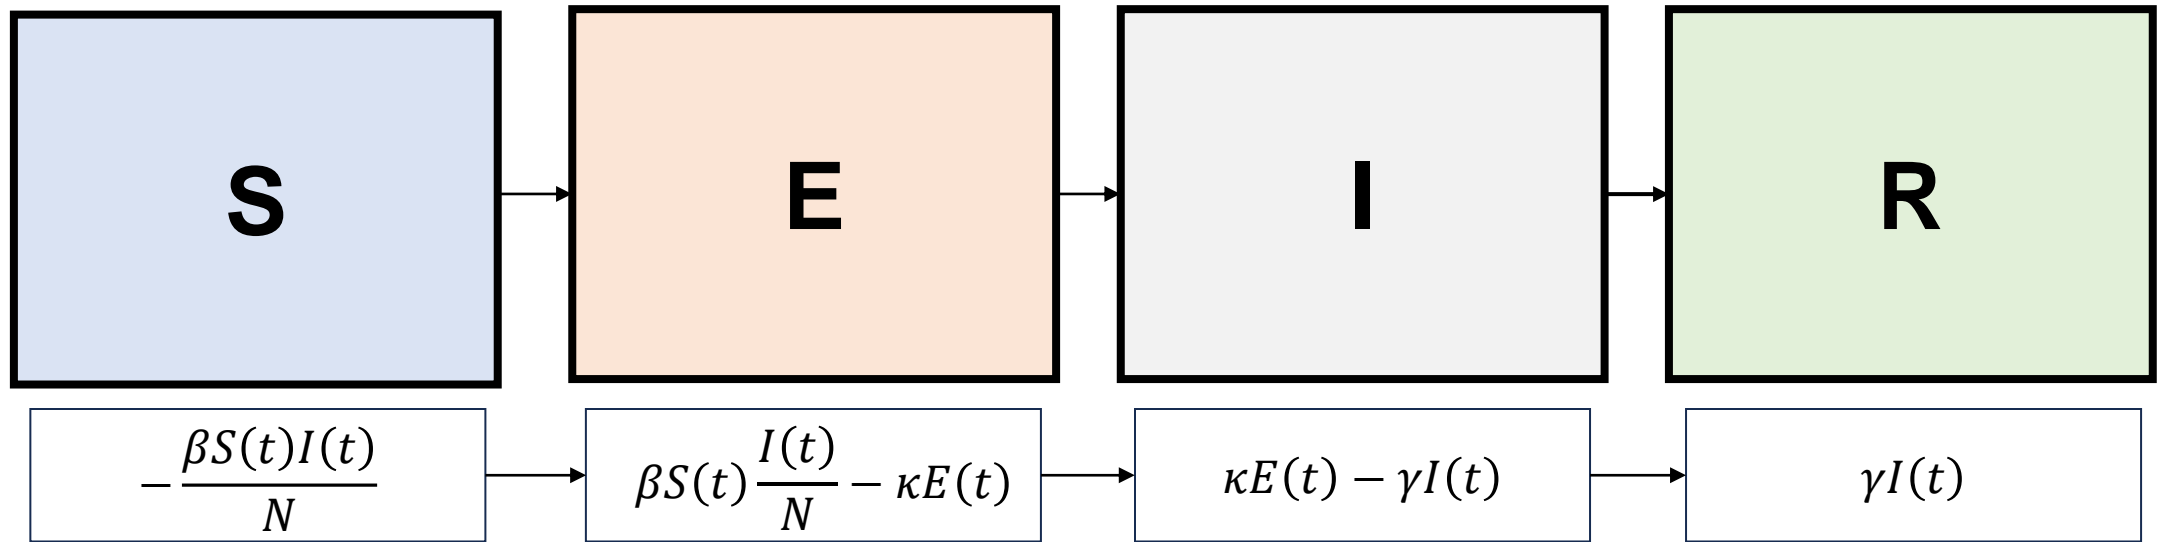 S
E
I
R
−βS(t)I(t)/N
βS(t)I(t)/N − κE(t)
κE(t) − γI(t)
γI(t)